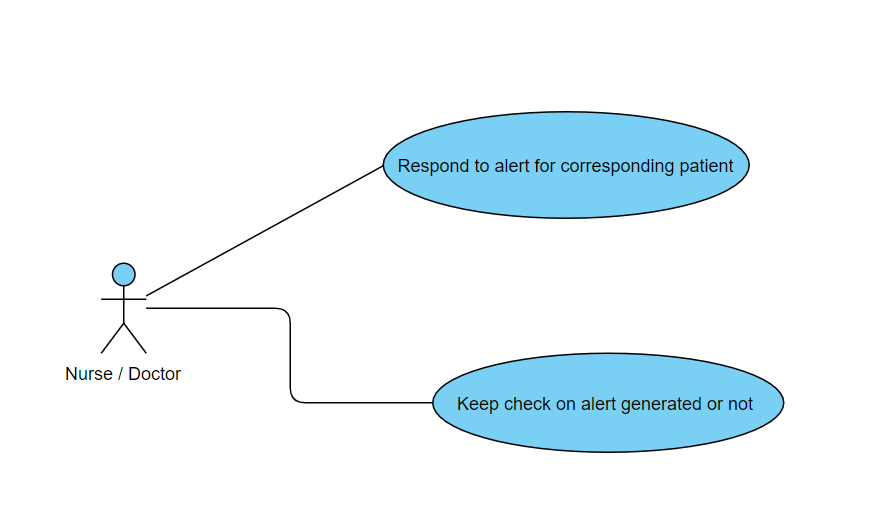 Respond to alert for corresponding patient
Nurse / Doctor
Keep check on alert generated or not